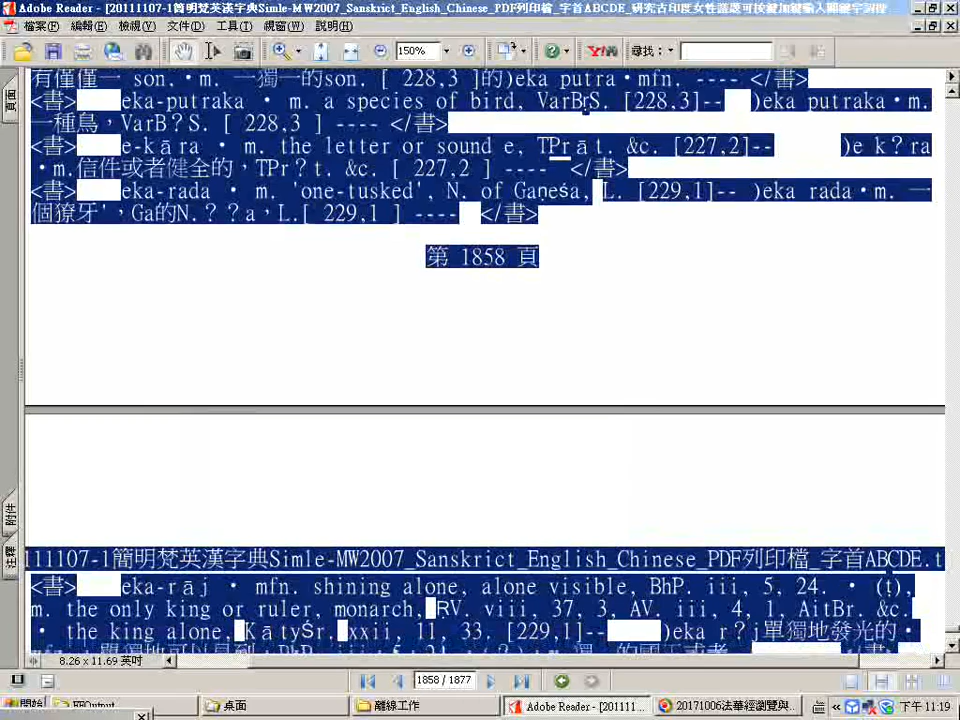 Adobe Reader - [20111107-1簡明梵英漢字典Simle-MW2007_Sanskrict_English_Chinese_PDF列印檔_字首ABCDE_研究古印度女性議題可按鍵加鍵輸入關鍵字詞搜
檔案(F) 編輯(E) 檢視(V) 文件(D) 工具(T) 視窗(W) 說明(H)
150% Y! 尋找:
頁面
有僅僅一 son,‧m. 一獨一的son. [ 228,3 ]的)eka putra‧mfn. ---- </書>
<書> eka-putraka ‧ m. a species of bird, VarBṛS. [228,3]-- )eka putraka‧m.
一種鳥,VarB?S. [ 228,3 ] ---- </書>
<書> e-kāra ‧ m. the letter or sound e, TPrāt. &c. [227,2]-- )e k?ra
‧m.信件或者健全的,TPr?t. &c. [ 227,2 ] ---- </書>
<書> eka-rada ‧ m. 'one-tusked', N. of Gaṇeśa, L. [229,1]-- )eka rada‧m. 一
個獠牙',Ga的N.??a,L.[ 229,1 ] ---- </書>
第 1858 頁
附件
註釋
111107-1簡明梵英漢字典Simle-MW2007_Sanskrict_English_Chinese_PDF列印檔_字首ABCDE.t
<書> eka-rāj ‧ mfn. shining alone, alone visible, BhP. iii, 5, 24. ‧ (ṭ),
m. the only king or ruler, monarch, RV. viii, 37, 3, AV. iii, 4, 1, AitBr. &c.
‧ the king alone, KātyŚr. xxii, 11, 33. [229,1]-- )eka r?j單獨地發光的‧
8.26 x 11.69 英吋
1858 / 1877
開始 EEOutput 桌面 離線工作 Adobe Reader - [201111... 20171006法華經瀏覽與... « 下午 11:19